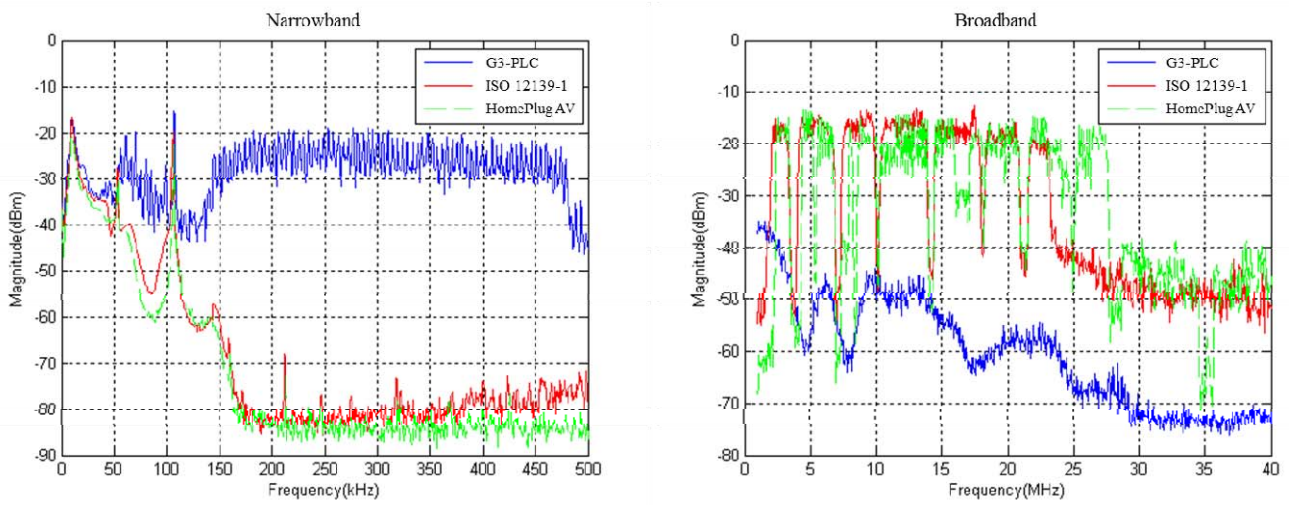 Narrowband
0
-10
-20
-30
-40
-50
-60
-70
-80
-90
Magnitude(dBm)
G3-PLC
ISO 12139-1
HomePlug AV
0 50 100 150 200 250 300 350 400 450 500
Frequency(kHz)
Broadband
0
-10
-20
-30
-40
-50
-60
-70
-80
Magnitude(dBm)
G3-PLC
ISO 12139-1
HomePlug AV
0 5 10 15 20 25 30 35 40
Frequency(MHz)